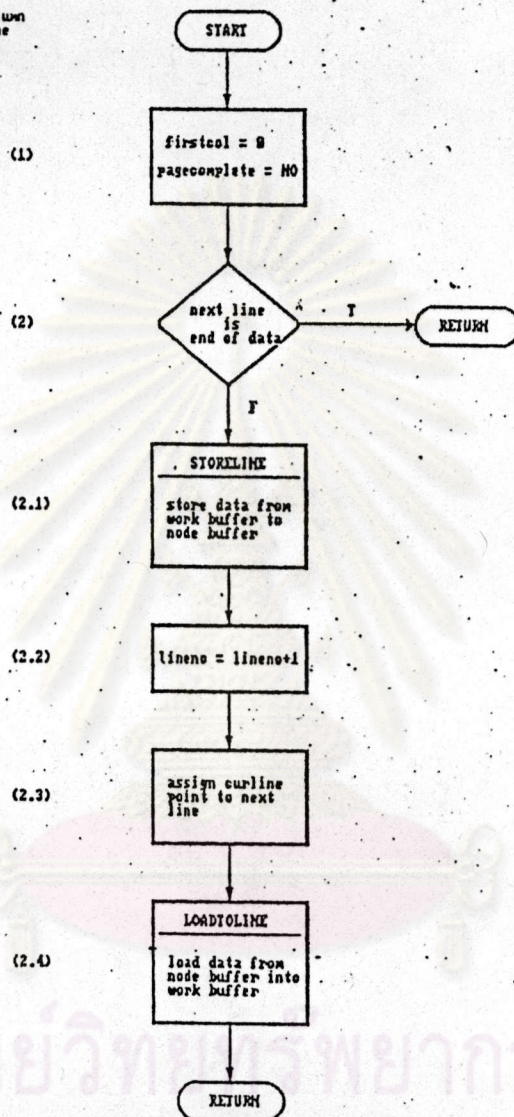 START
(1)
firstcol = 0
pagecomplete = NO
(2)
next line
is
end of data
T
RETURN
F
STORELINE
(2.1)
store data from
work buffer to
node buffer
(2.2)
lineno = lineno+1
(2.3)
assign curline
point to next
line
LOADTOLINE
(2.4)
load data from
node buffer into
work buffer
RETURN